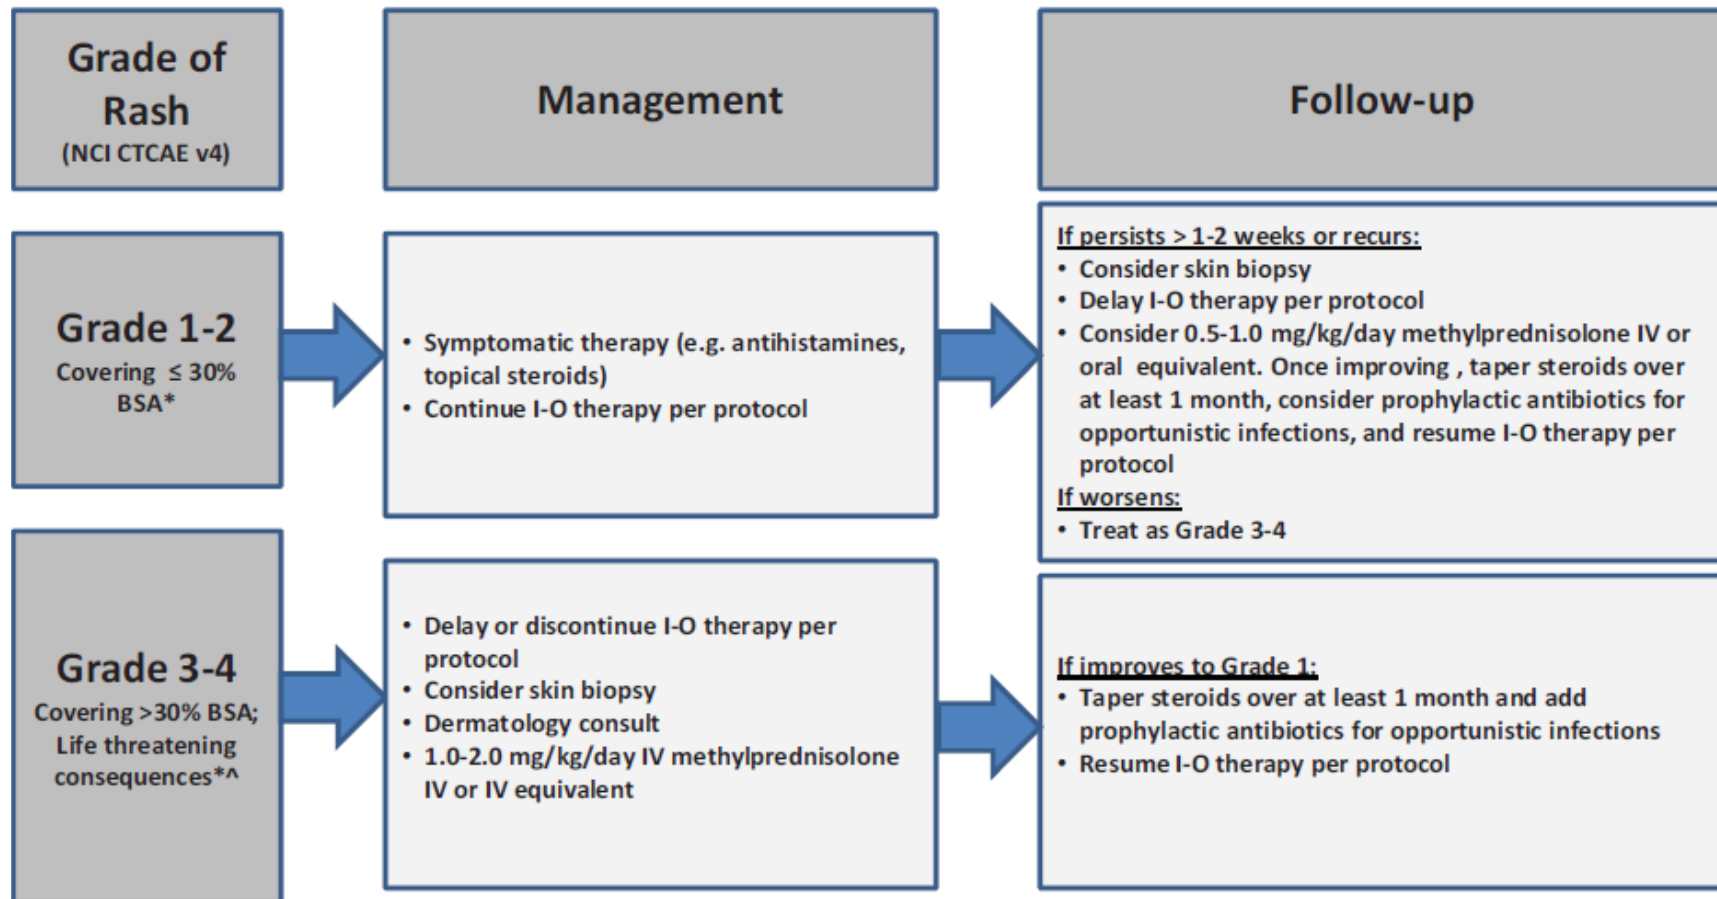 Grade of
Rash
(NCI CTCAE v4)
Management
Follow-up
Grade 1-2
Covering ≤ 30%
BSA*
• Symptomatic therapy (e.g. antihistamines,
topical steroids)
• Continue I-O therapy per protocol
If persists > 1-2 weeks or recurs:
• Consider skin biopsy
• Delay I-O therapy per protocol
• Consider 0.5-1.0 mg/kg/day methylprednisolone IV or
oral equivalent. Once improving , taper steroids over
at least 1 month, consider prophylactic antibiotics for
opportunistic infections, and resume I-O therapy per
protocol
If worsens:
• Treat as Grade 3-4
Grade 3-4
Covering >30% BSA;
Life threatening
consequences*^
• Delay or discontinue I-O therapy per
protocol
• Consider skin biopsy
• Dermatology consult
• 1.0-2.0 mg/kg/day IV methylprednisolone
IV or IV equivalent
If improves to Grade 1:
• Taper steroids over at least 1 month and add
prophylactic antibiotics for opportunistic infections
• Resume I-O therapy per protocol